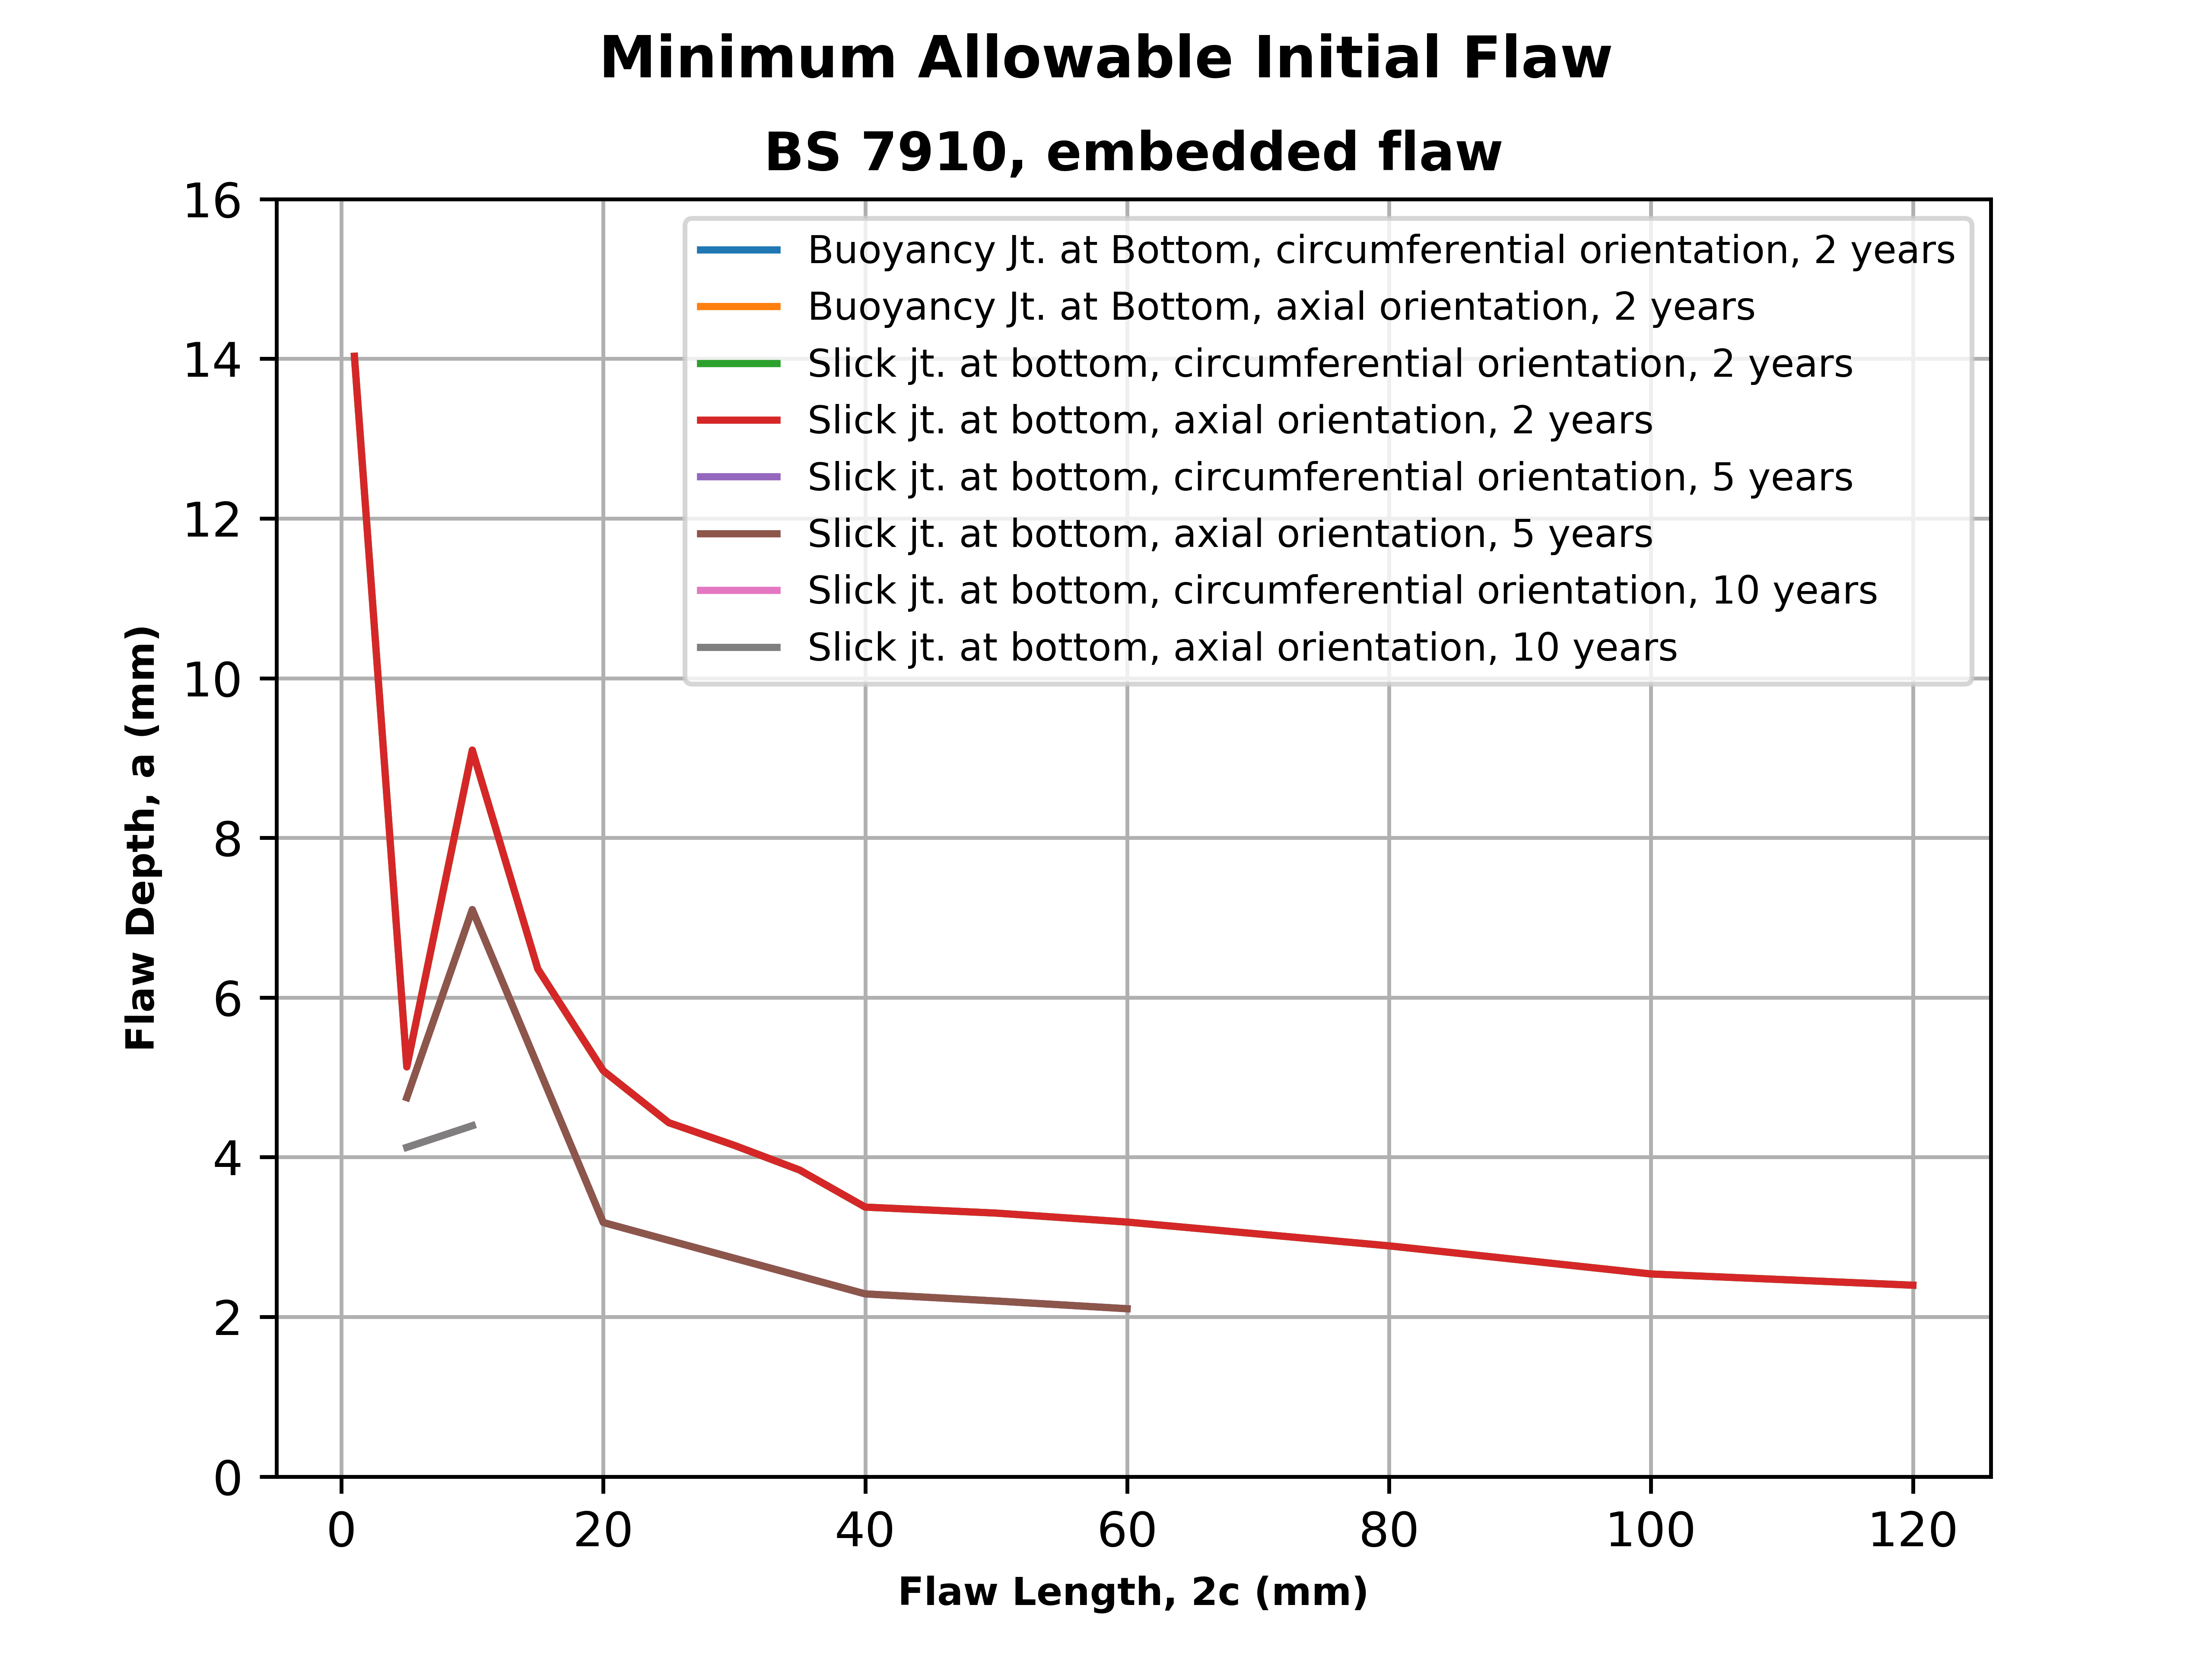 Minimum Allowable Initial Flaw
BS 7910, embedded flaw
16
14
12
10
8
6
4
2
0
Flaw Depth, a (mm)
Buoyancy Jt. at Bottom, circumferential orientation, 2 years
Buoyancy Jt. at Bottom, axial orientation, 2 years
Slick jt. at bottom, circumferential orientation, 2 years
Slick jt. at bottom, axial orientation, 2 years
Slick jt. at bottom, circumferential orientation, 5 years
Slick jt. at bottom, axial orientation, 5 years
Slick jt. at bottom, circumferential orientation, 10 years
Slick jt. at bottom, axial orientation, 10 years
0 20 40 60 80 100 120
Flaw Length, 2c (mm)